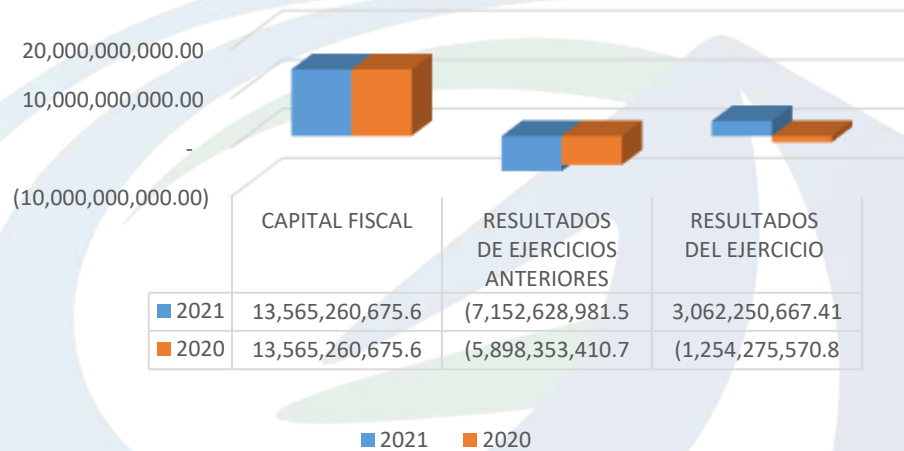 20,000,000,000.00
10,000,000,000.00
-
(10,000,000,000.00)
CAPITAL FISCAL
RESULTADOS
DE EJERCICIOS
ANTERIORES
RESULTADOS
DEL EJERCICIO
2021 13,565,260,675.6 (7,152,628,981.5 3,062,250,667.41
2020 13,565,260,675.6 (5,898,353,410.7 (1,254,275,570.8
2021 2020